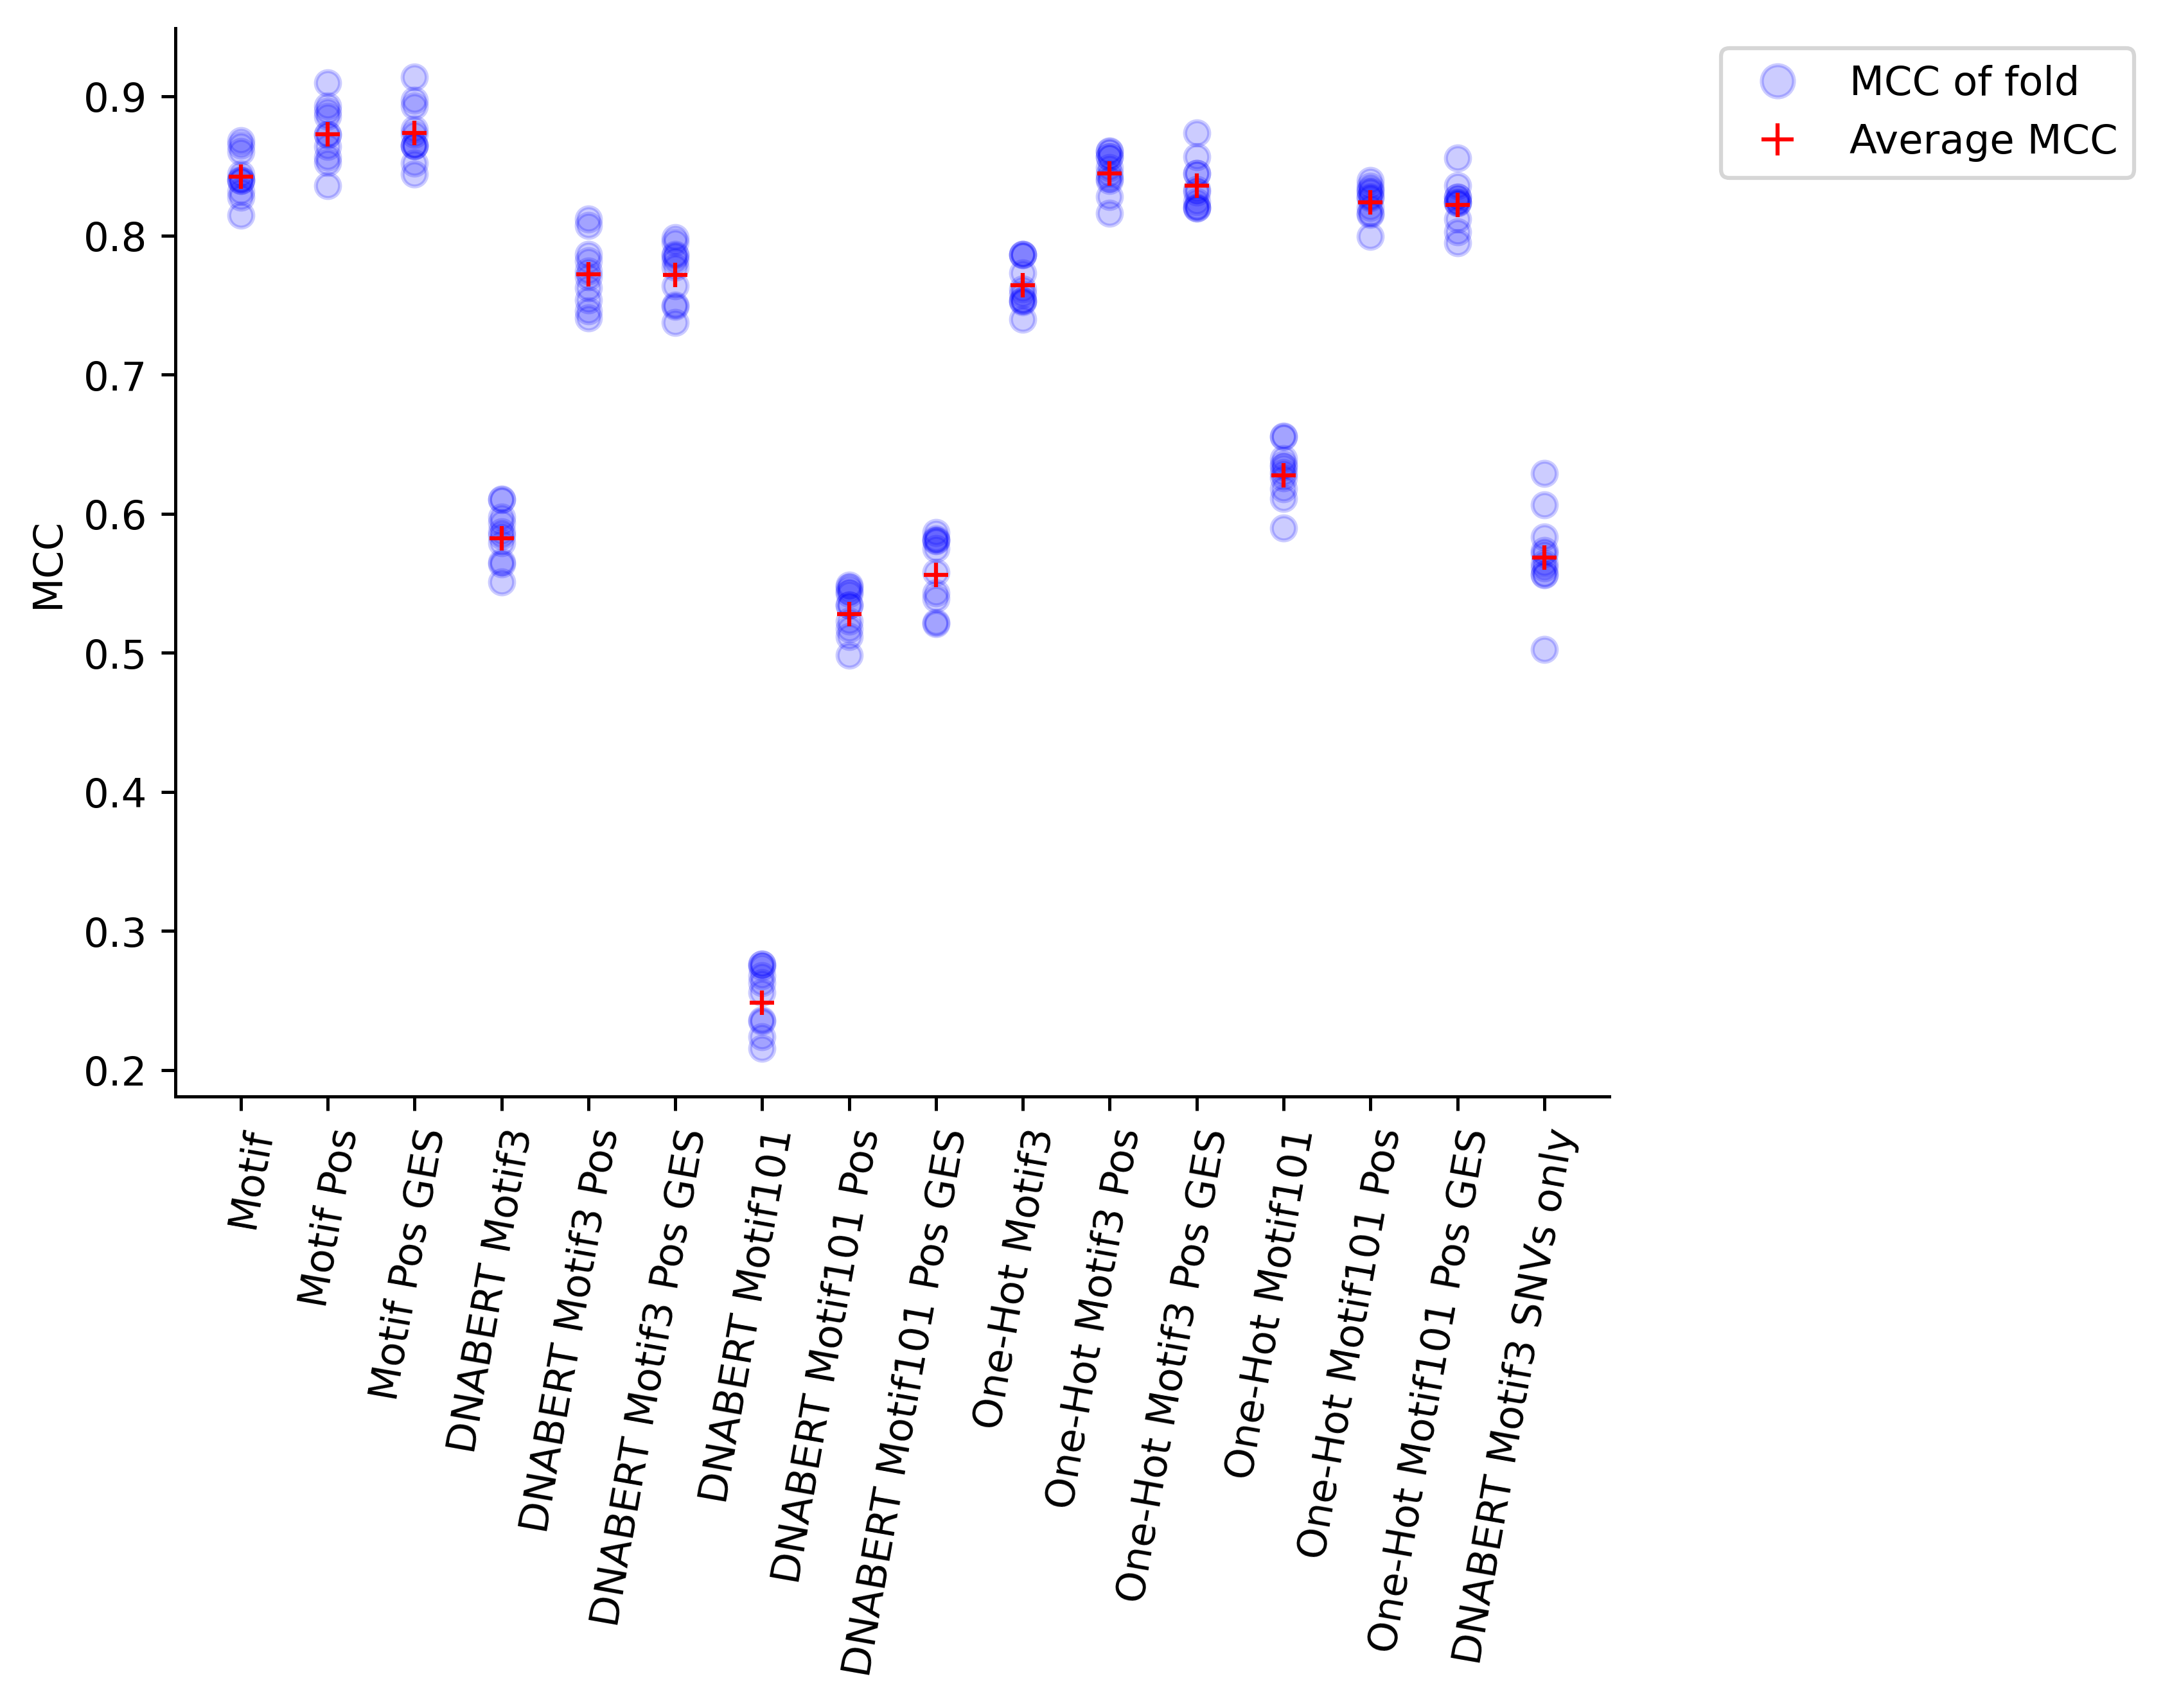 MCC of fold
Average MCC
MCC
0.9
0.8
0.7
0.6
0.5
0.4
0.3
0.2
Motif
Motif Pos
Motif Pos GES
DNABERT Motif3
DNABERT Motif3 Pos
DNABERT Motif3 Pos GES
DNABERT Motif101
DNABERT Motif101 Pos
DNABERT Motif101 Pos GES
One-Hot Motif3
One-Hot Motif3 Pos
One-Hot Motif3 Pos GES
One-Hot Motif101
One-Hot Motif101 Pos
One-Hot Motif101 Pos GES
DNABERT Motif3 SNVs only